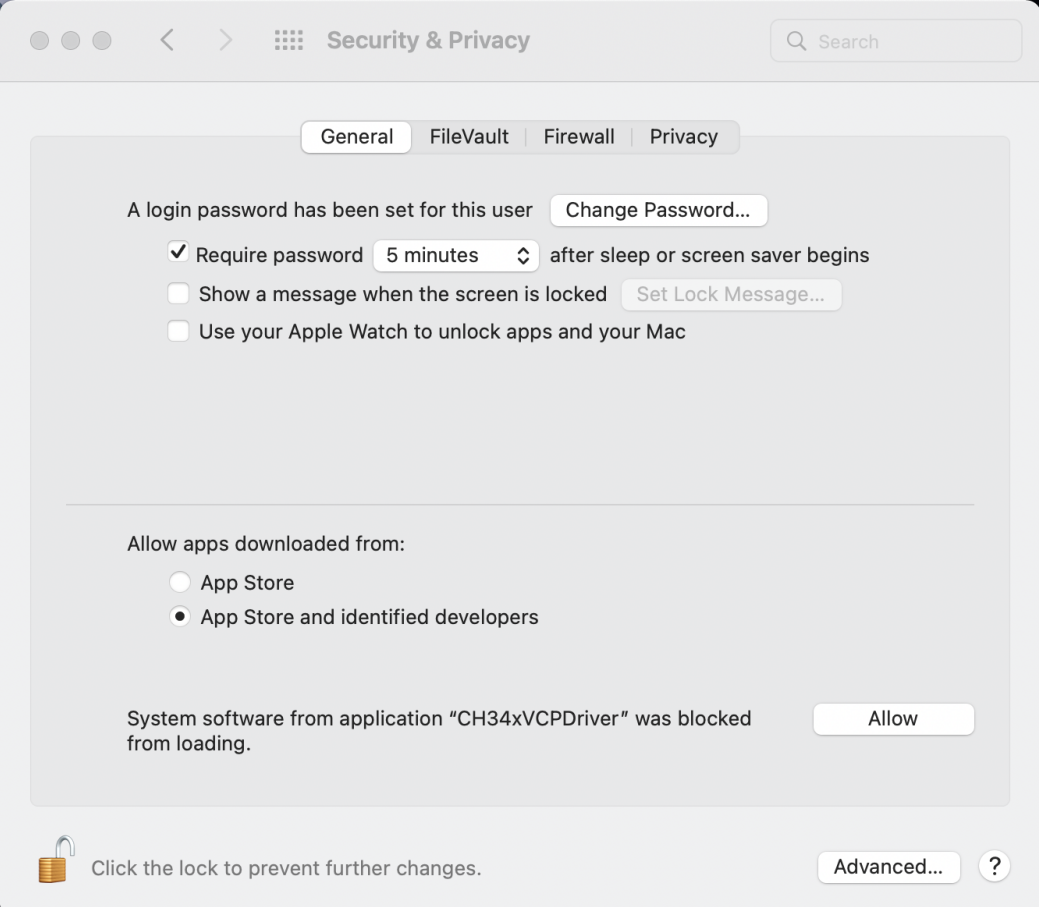 Security & Privacy
Search
General FileVault Firewall Privacy
A login password has been set for this user Change Password...
Require password 5 minutes after sleep or screen saver begins
Show a message when the screen is locked Set Lock Message...
Use your Apple Watch to unlock apps and your Mac
Allow apps downloaded from:
App Store
App Store and identified developers
System software from application “CH34xVCPDriver” was blocked
from loading.
Allow
Click the lock to prevent further changes.
Advanced... ?